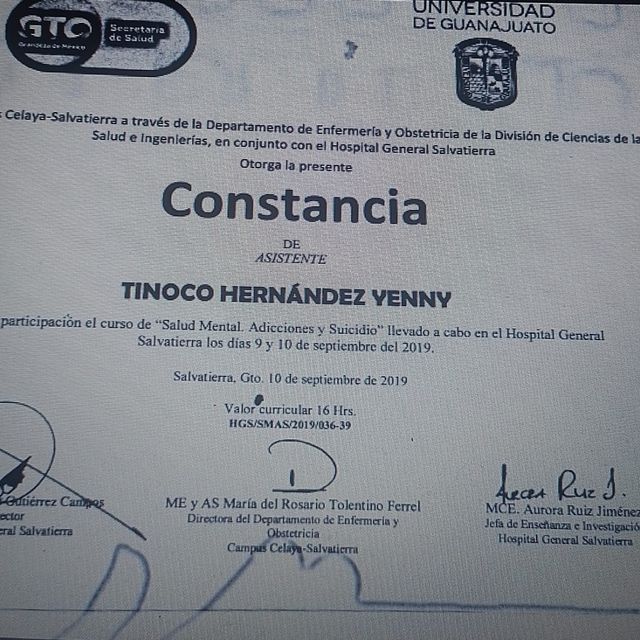 GTO
Grandeza de México
Secretaría
de Salud
UNIVERSIDAD
DE GUANAJUATO
Celaya-Salvatierra a través de la Departamento de Enfermería y Obstetricia de la División de Ciencias de la
Salud e Ingenierías, en conjunto con el Hospital General Salvatierra
Otorga la presente
Constancia
DE
ASISTENTE
TINOCO HERNÁNDEZ YENNY
participación el curso de “Salud Mental. Adicciones y Suicidio” llevado a cabo en el Hospital General
Salvatierra los días 9 y 10 de septiembre del 2019.
Salvatierra, Gto. 10 de septiembre de 2019
Valor curricular 16 Hrs.
HGS/SMAS/2019/036-39
Gutiérrez Campos
ector
eral Salvatierra
ME y AS María del Rosario Tolentino Ferrel
Directora del Departamento de Enfermería y
Obstetricia
Campus Celaya-Salvatierra
Ruiz J.
MCE. Aurora Ruiz Jiménez
Jefa de Enseñanza e Investigació
Hospital General Salvatierra